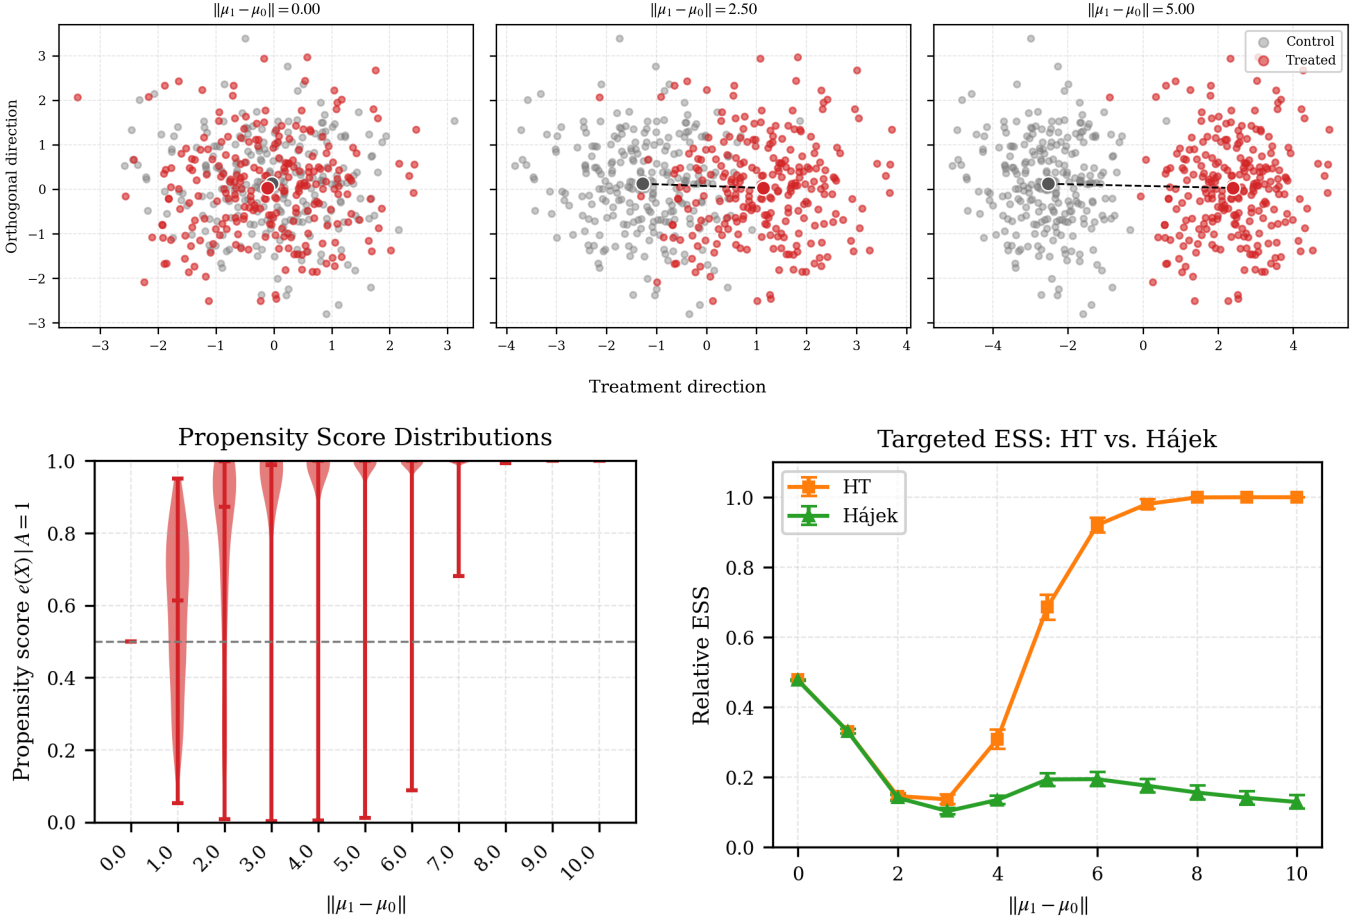 ||μ₁ − μ₀|| = 0.00
||μ₁ − μ₀|| = 2.50
||μ₁ − μ₀|| = 5.00
Orthogonal direction
3
2
1
0
−1
−2
−3
−3 −2 −1 0 1 2 3
−4 −3 −2 −1 0 1 2 3 4
−4 −2 0 2 4
Control
Treated
Treatment direction
Propensity Score Distributions
Propensity score e(X) | A = 1
1.0
0.8
0.6
0.4
0.2
0.0
0.0 1.0 2.0 3.0 4.0 5.0 6.0 7.0 8.0 9.0 10.0
||μ₁ − μ₀||
Targeted ESS: HT vs. Hájek
HT
Hájek
Relative ESS
1.0
0.8
0.6
0.4
0.2
0.0
0 2 4 6 8 10
||μ₁ − μ₀||